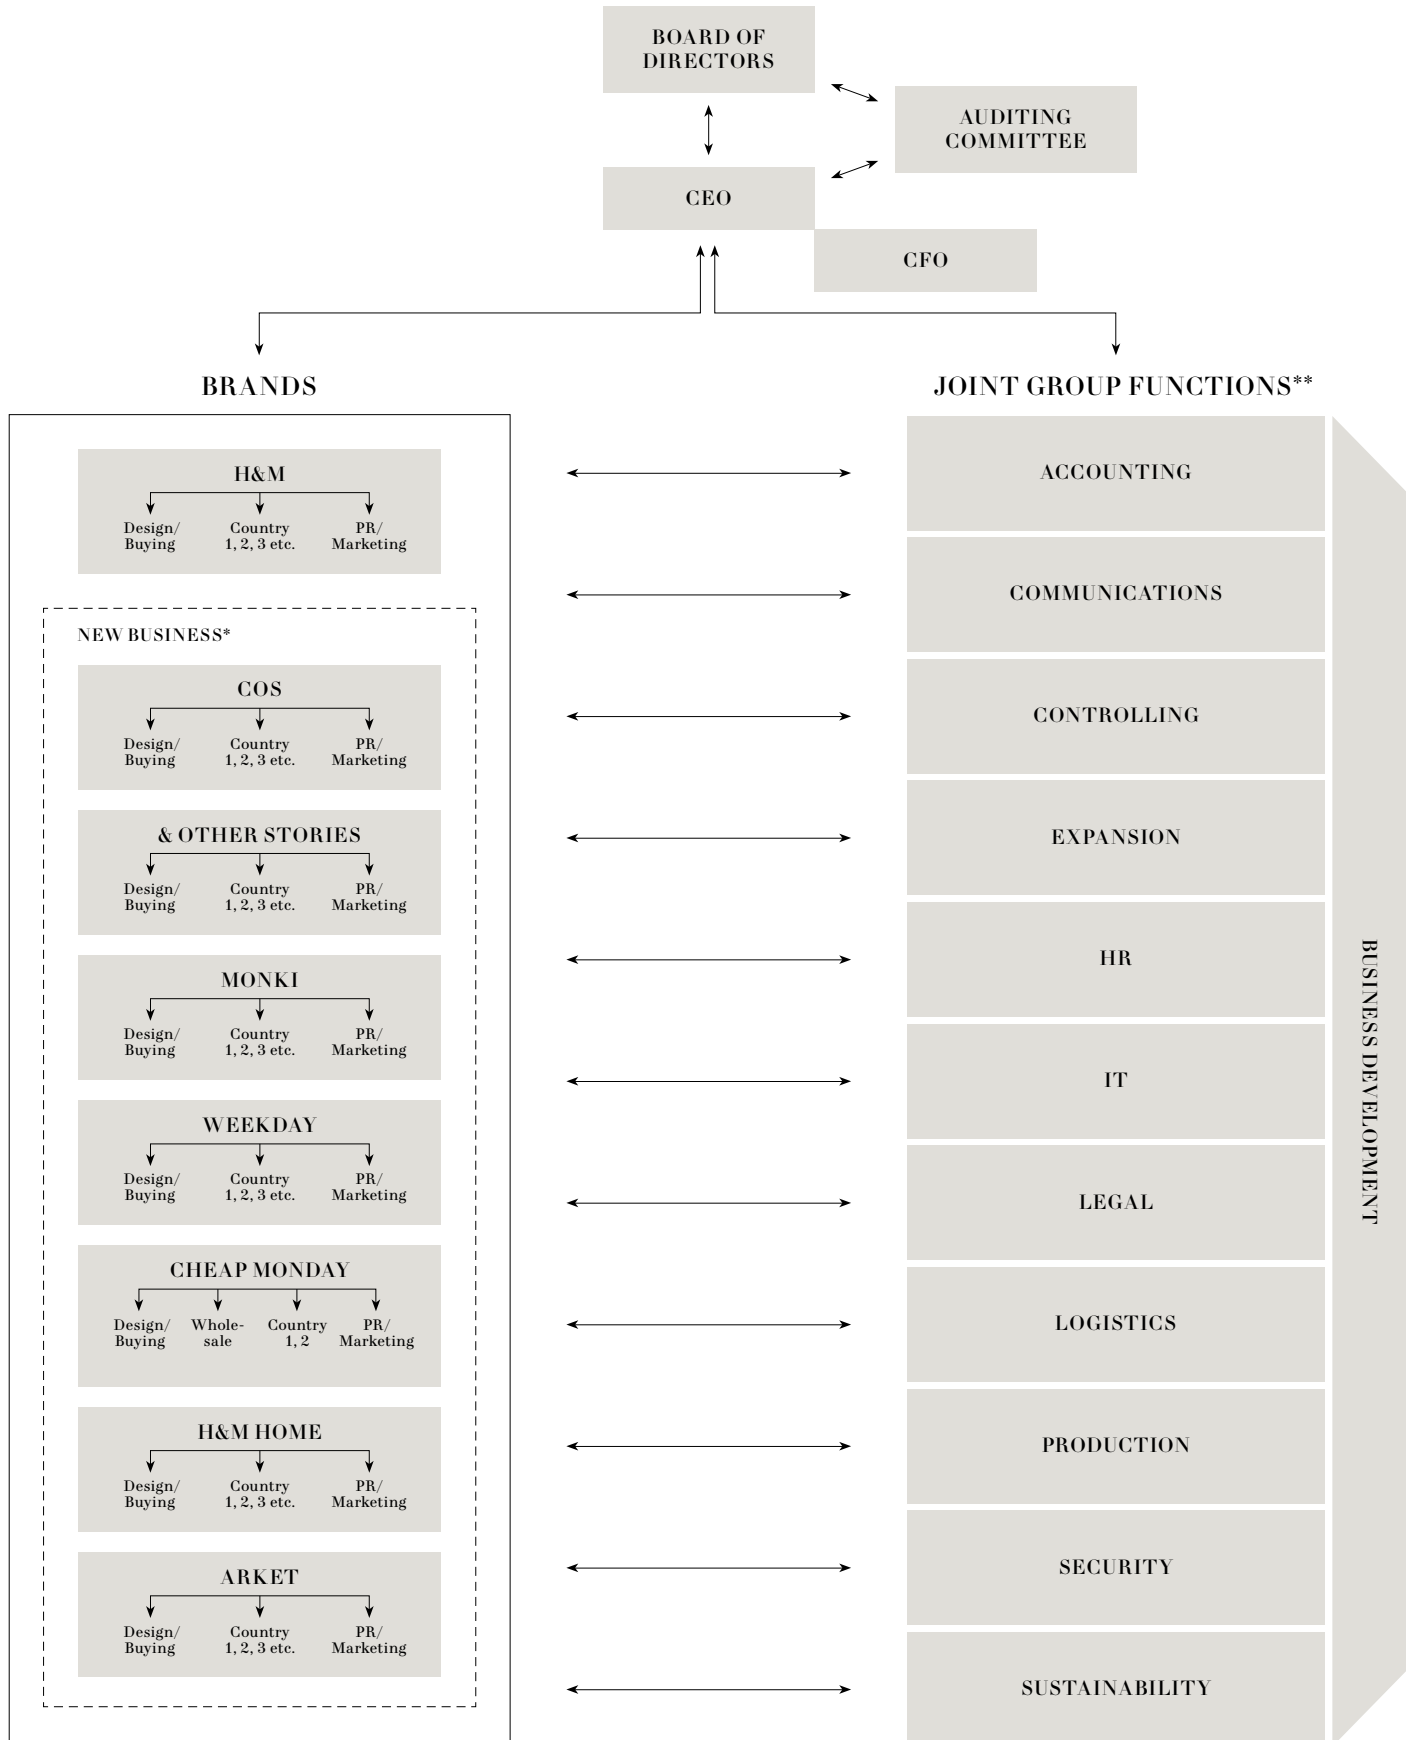 BOARD OF
DIRECTORS
AUDITING
COMMITTEE
CEO
CFO
BRANDS
H&M
Design/
Buying
Country
1, 2, 3 etc.
PR/
Marketing
NEW BUSINESS*
COS
Design/
Buying
Country
1, 2, 3 etc.
PR/
Marketing
& OTHER STORIES
Design/
Buying
Country
1, 2, 3 etc.
PR/
Marketing
MONKI
Design/
Buying
Country
1, 2, 3 etc.
PR/
Marketing
WEEKDAY
Design/
Buying
Country
1, 2, 3 etc.
PR/
Marketing
CHEAP MONDAY
Design/
Buying
Whole-
sale
Country
1, 2
PR/
Marketing
H&M HOME
Design/
Buying
Country
1, 2, 3 etc.
PR/
Marketing
ARKET
Design/
Buying
Country
1, 2, 3 etc.
PR/
Marketing
JOINT GROUP FUNCTIONS**
ACCOUNTING
COMMUNICATIONS
CONTROLLING
EXPANSION
HR
IT
LEGAL
LOGISTICS
PRODUCTION
SECURITY
SUSTAINABILITY
BUSINESS DEVELOPMENT